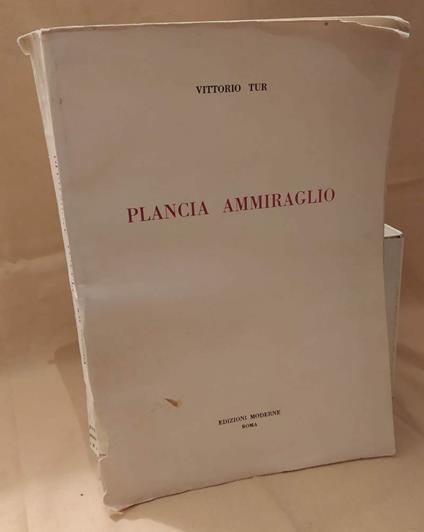 VITTORIO TUR
PLANCIA AMMIRAGLIO
EDIZIONI MODERNE
ROMA